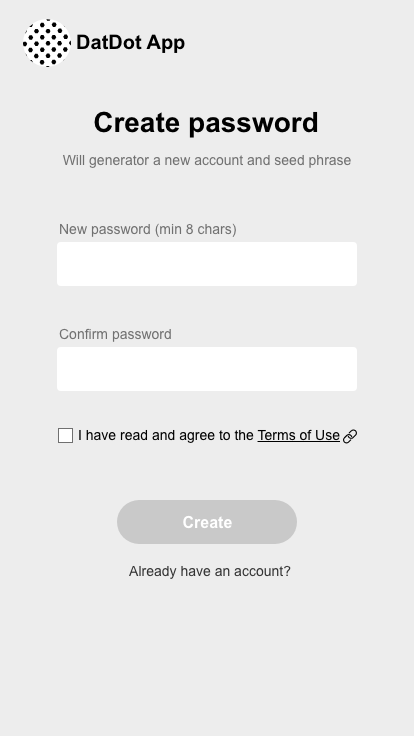 DatDot App
Create password
Will generator a new account and seed phrase
New password (min 8 chars)
Confirm password
I have read and agree to the Terms of Use
Create
Already have an account?